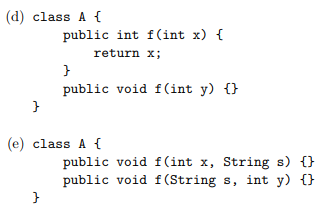 (d) class A {
public int f(int x) {
return x;
}
public void f(int y) {}
}
(e) class A {
public void f(int x, String s) {}
public void f(String s, int y) {}
}